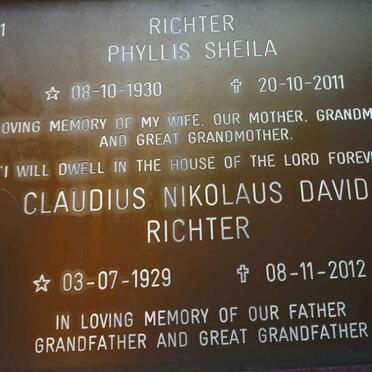 1
RICHTER
PHYLLIS SHEILA
☆ 08-10-1930 ✝ 20-10-2011
LOVING MEMORY OF MY WIFE, OUR MOTHER, GRANDM
AND GREAT GRANDMOTHER.
"I WILL DWELL IN THE HOUSE OF THE LORD FOREVE
CLAUDIUS NIKOLAUS DAVID
RICHTER
☆ 03-07-1929 ✝ 08-11-2012
IN LOVING MEMORY OF OUR FATHER
GRANDFATHER AND GREAT GRANDFATHER